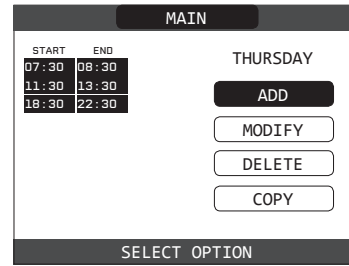 MAIN
START END
07:30 08:30
11:30 13:30
18:30 22:30
THURSDAY
ADD
MODIFY
DELETE
COPY
SELECT OPTION